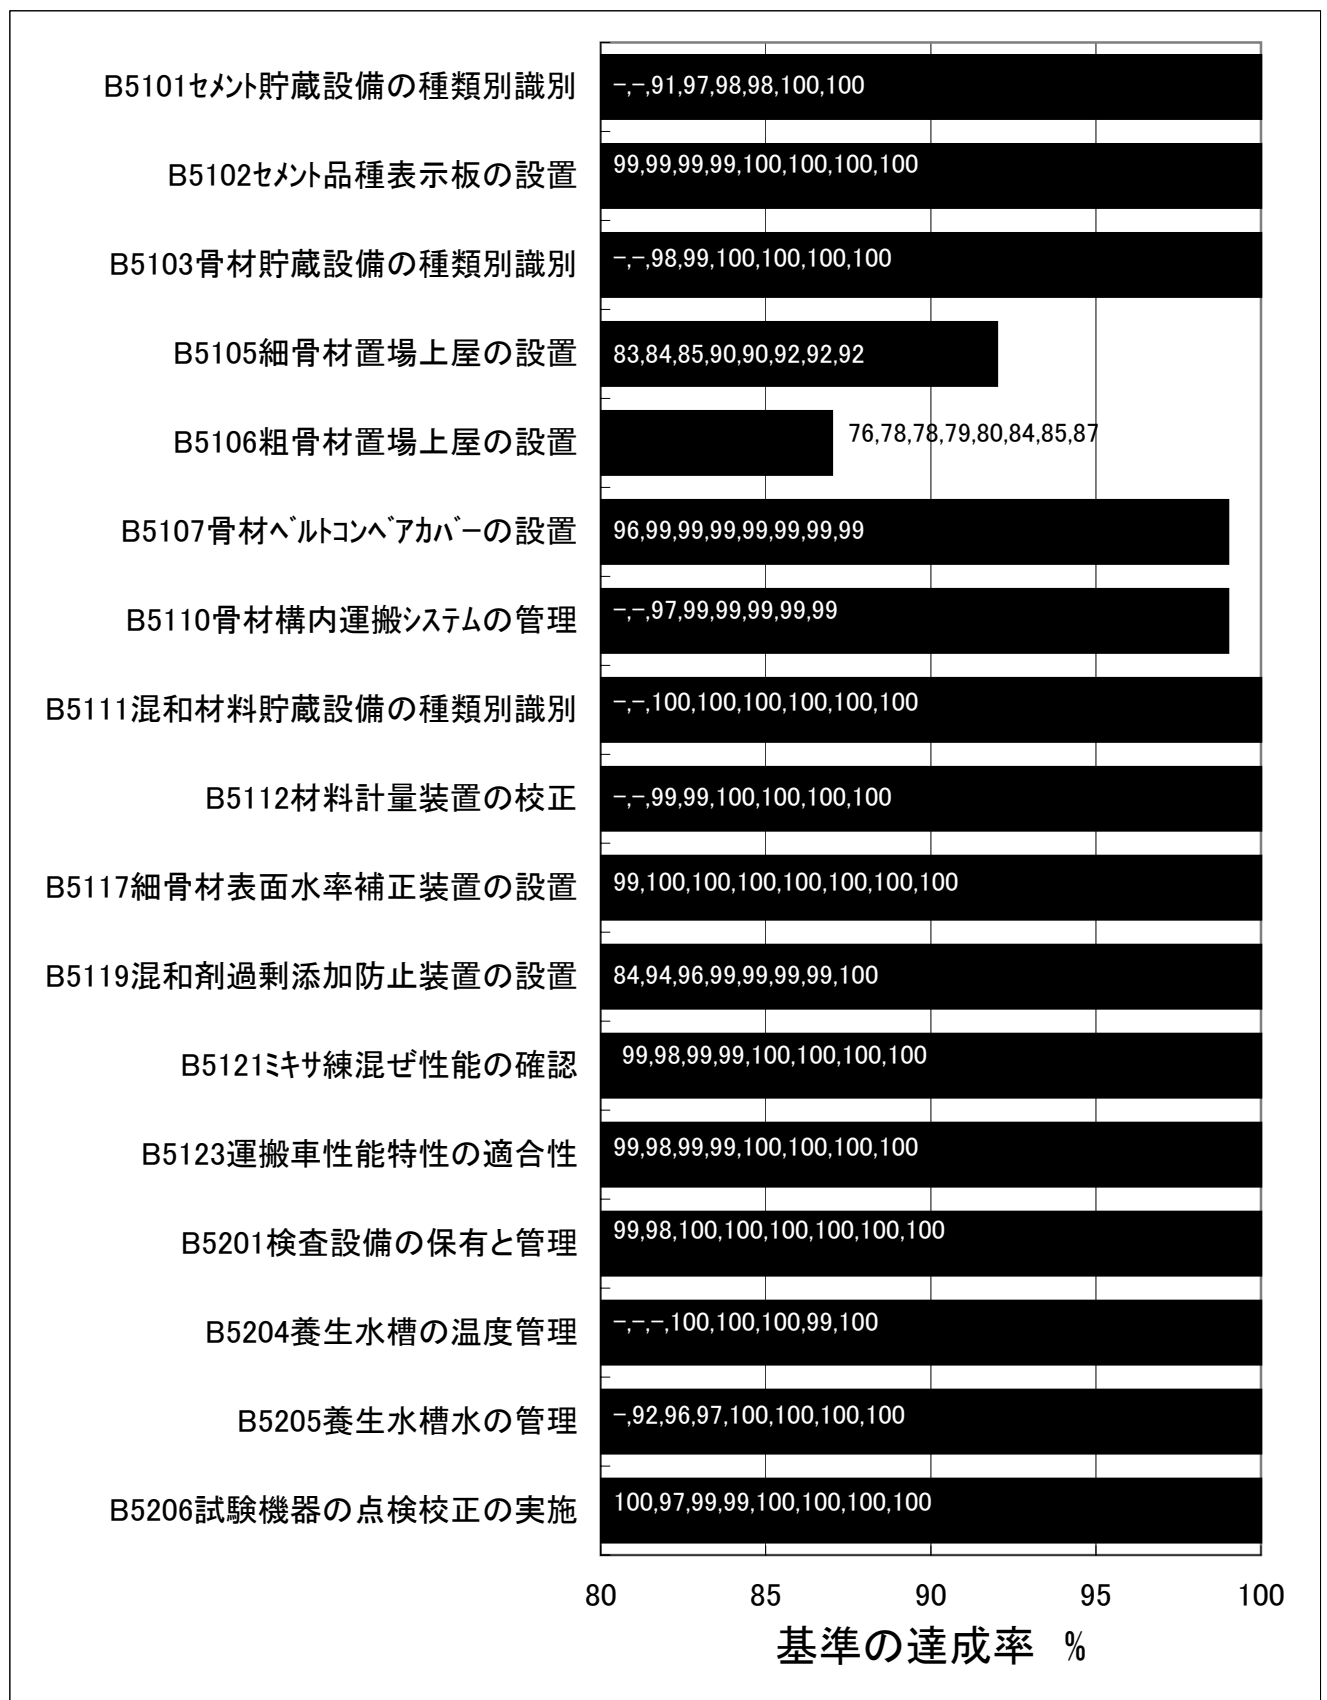 B5101ｾﾒﾝﾄ貯蔵設備の種類別識別 −,−,91,97,98,98,100,100
B5102ｾﾒﾝﾄ品種表示板の設置 99,99,99,99,100,100,100,100
B5103骨材貯蔵設備の種類別識別 −,−,98,99,100,100,100,100
B5105細骨材置場上屋の設置 83,84,85,90,90,92,92,92
B5106粗骨材置場上屋の設置 76,78,78,79,80,84,85,87
B5107骨材ﾍﾞﾙﾄｺﾝﾍﾞｱｶﾊﾞｰの設置 96,99,99,99,99,99,99,99
B5110骨材構内運搬ｼｽﾃﾑの管理 −,−,97,99,99,99,99,99
B5111混和材料貯蔵設備の種類別識別 −,−,100,100,100,100,100,100
B5112材料計量装置の校正 −,−,99,99,100,100,100,100
B5117細骨材表面水率補正装置の設置 99,100,100,100,100,100,100,100
B5119混和剤過剰添加防止装置の設置 84,94,96,99,99,99,99,100
B5121ﾐｷｻ練混ぜ性能の確認 99,98,99,99,100,100,100,100
B5123運搬車性能特性の適合性 99,98,99,99,100,100,100,100
B5201検査設備の保有と管理 99,98,100,100,100,100,100,100
B5204養生水槽の温度管理 −,−,−,100,100,100,99,100
B5205養生水槽水の管理 −,92,96,97,100,100,100,100
B5206試験機器の点検校正の実施 100,97,99,99,100,100,100,100
80 85 90 95 100
基準の達成率 %